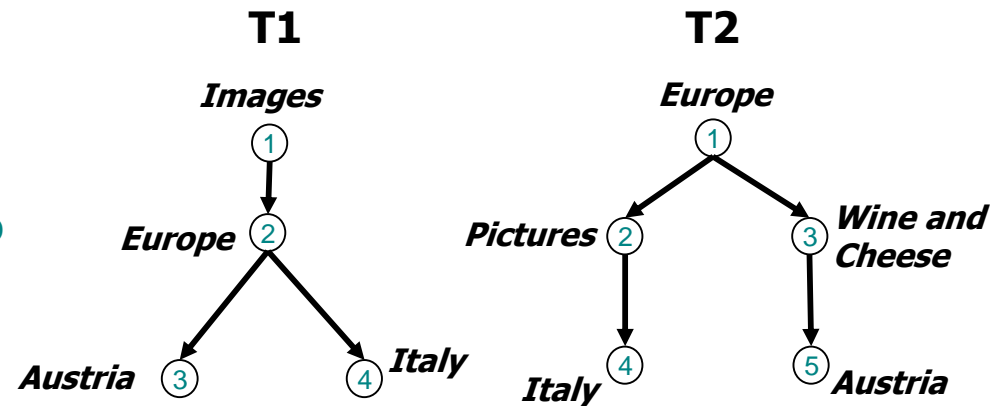 T1
Images
1
Europe 2
Austria 3
4 Italy
T2
Europe
1
Pictures 2
3 Wine and
Cheese
4
Italy
5
Austria